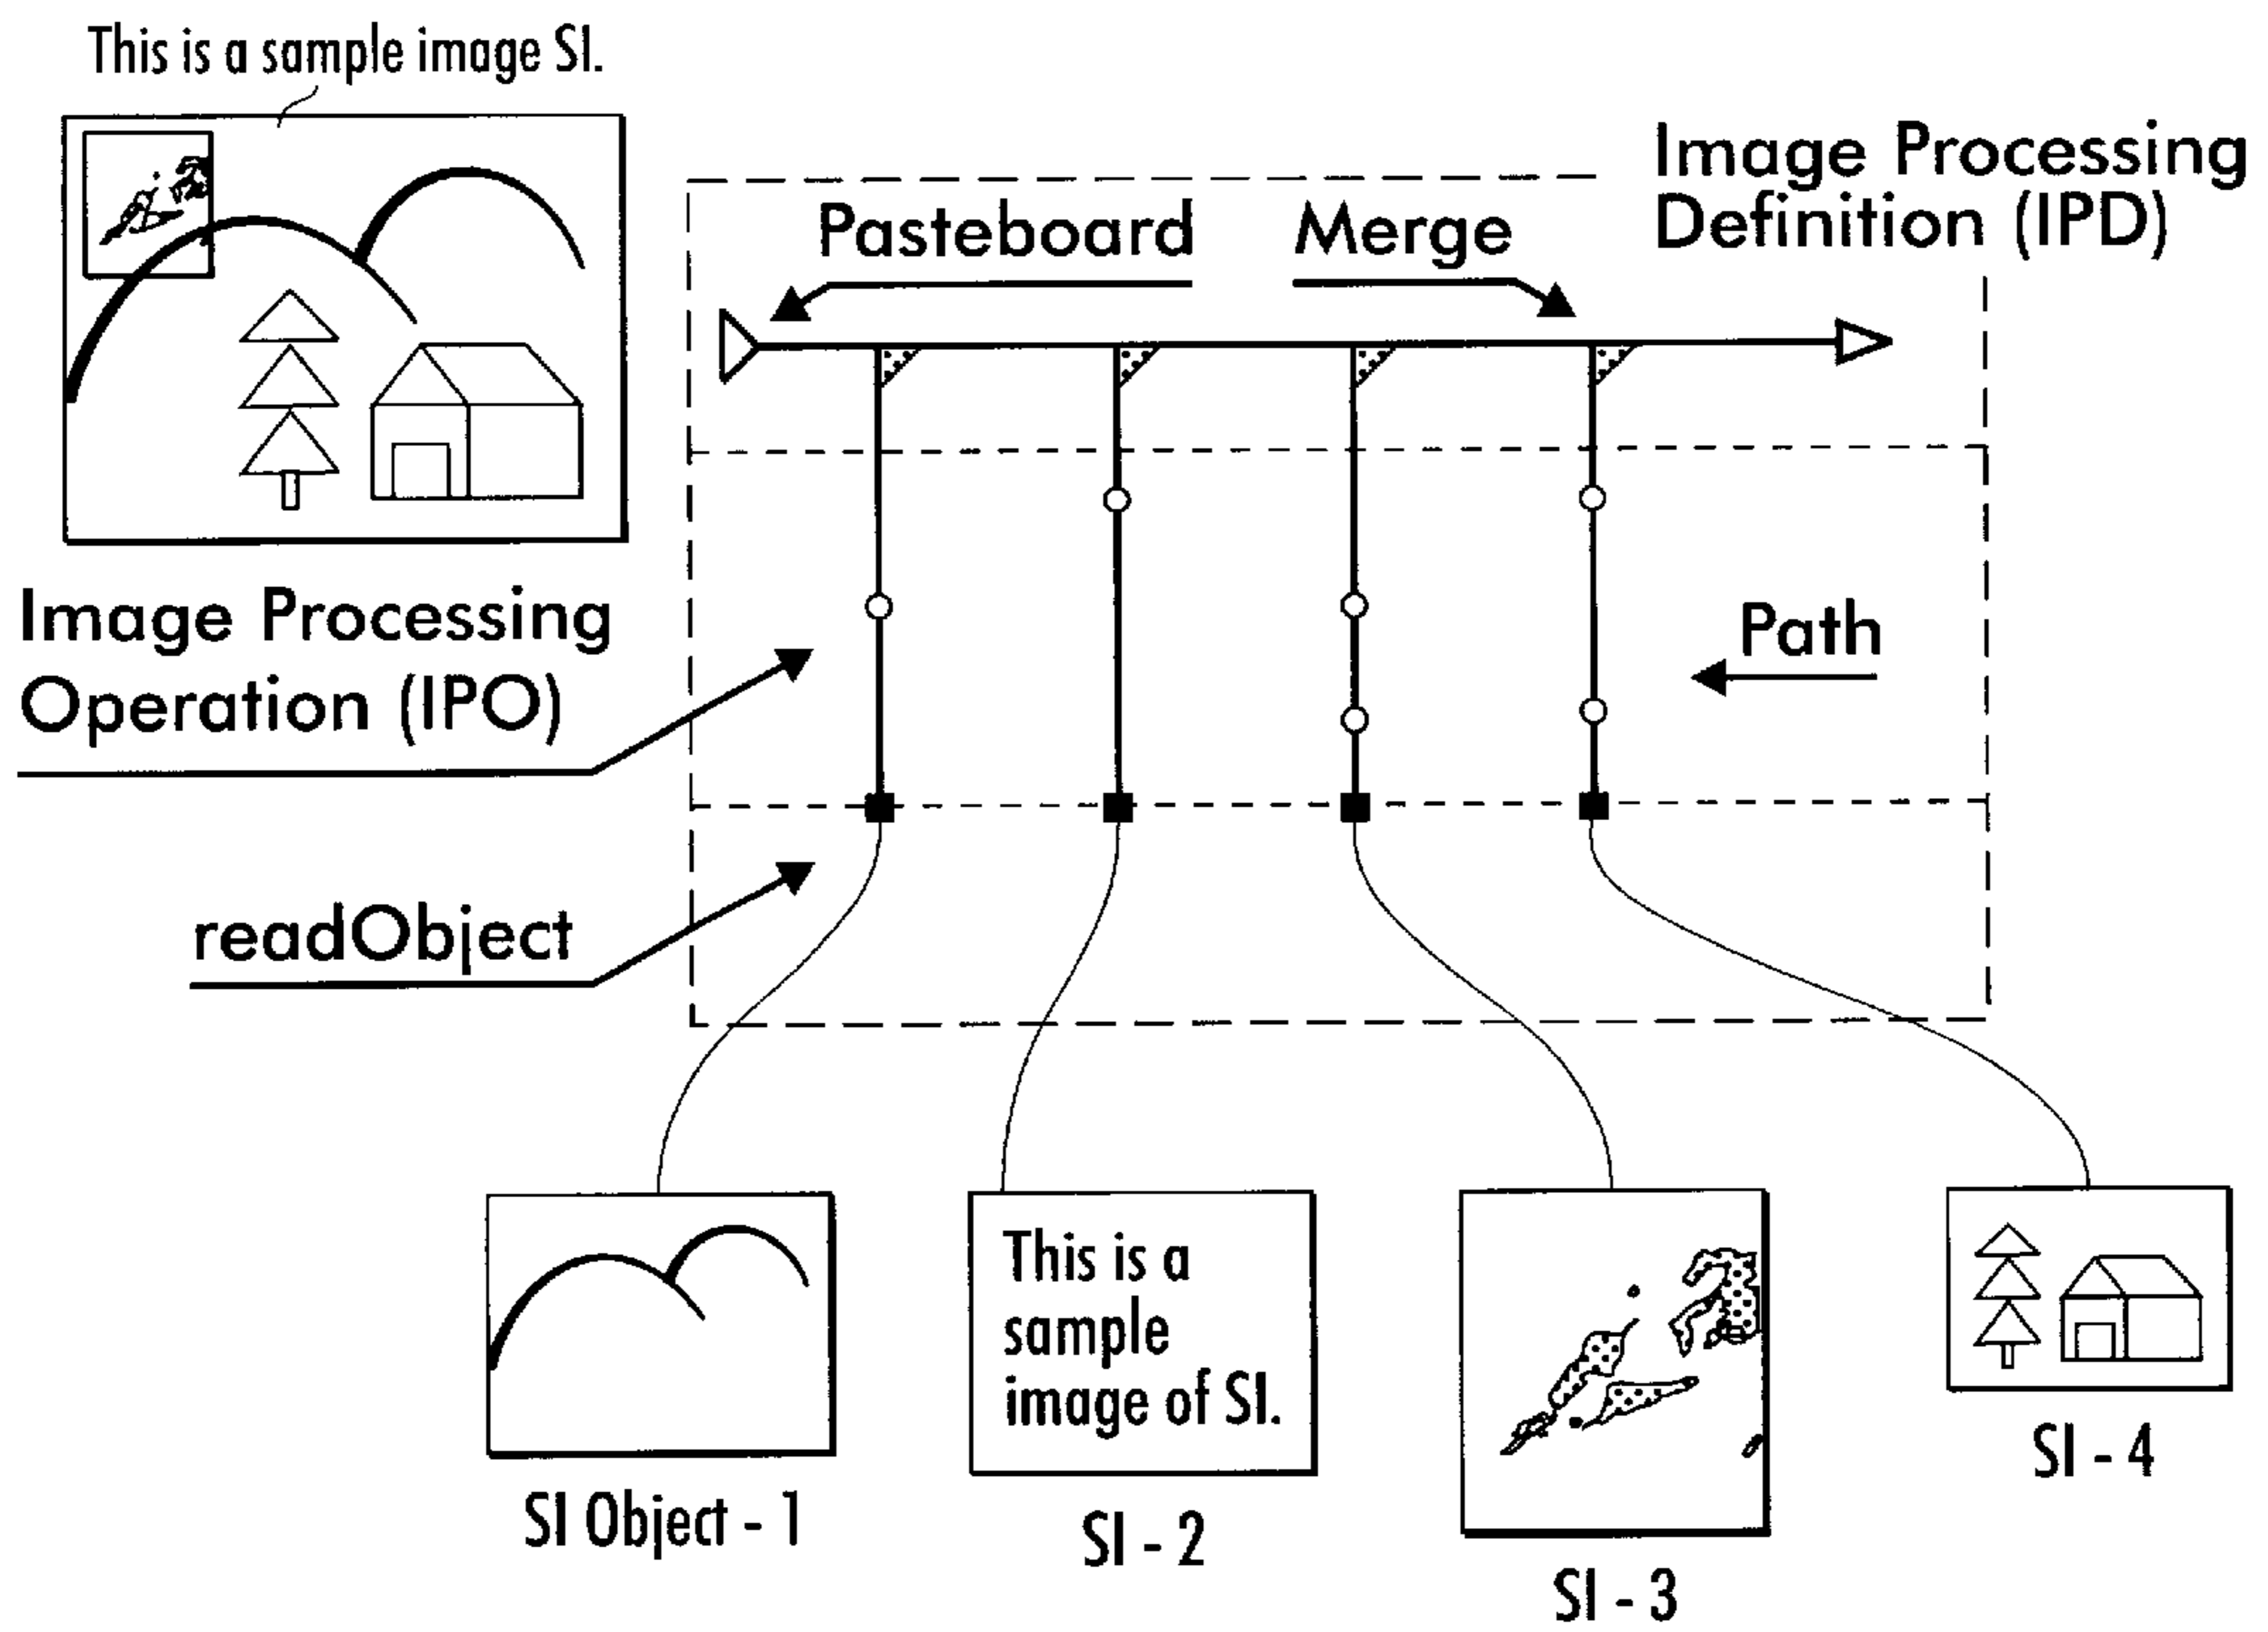 This is a sample image SI.
Image Processing
Definition (IPD)
Pasteboard
Merge
Image Processing
Operation (IPO)
Path
readObject
This is a
sample
image of SI.
SI Object - 1
SI - 2
SI - 3
SI - 4